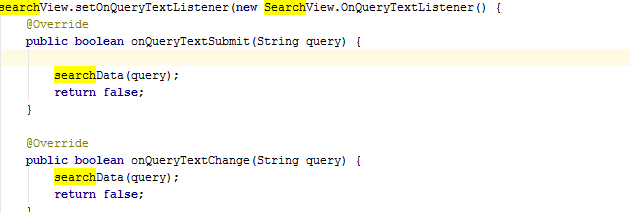 searchView.setOnQueryTextListener(new SearchView.OnQueryTextListener() {
@Override
public boolean onQueryTextSubmit(String query) {
searchData(query);
return false;
}
@Override
public boolean onQueryTextChange(String query) {
searchData(query);
return false;
}